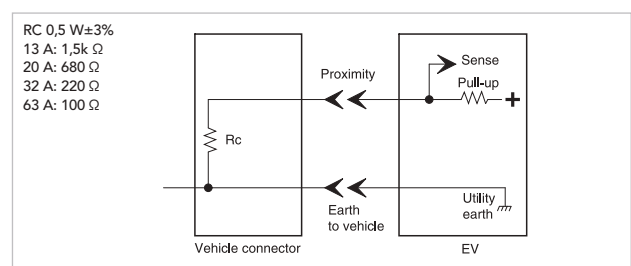 RC 0,5 W±3%
13 A: 1,5k Ω
20 A: 680 Ω
32 A: 220 Ω
63 A: 100 Ω
Proximity
Sense
Pull-up
Rc
Earth
to vehicle
Utility
earth
Vehicle connector
EV